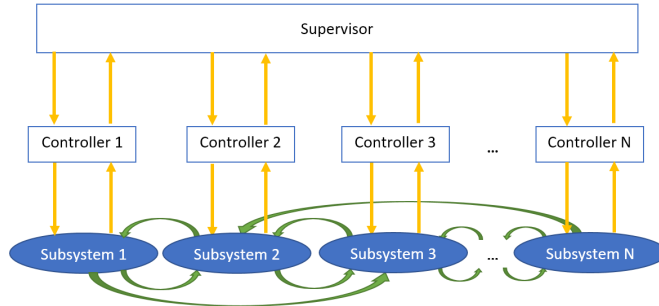 Supervisor
Controller 1
Controller 2
Controller 3
...
Controller N
Subsystem 1
Subsystem 2
Subsystem 3
...
Subsystem N